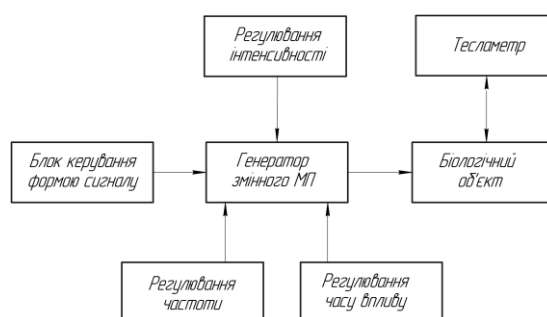 Регулювання
інтенсивності
Тесламетр
Блок керування
формою сигналу
Генератор
змінного МП
Біологічний
об'єкт
Регулювання
частоти
Регулювання
часу впливу